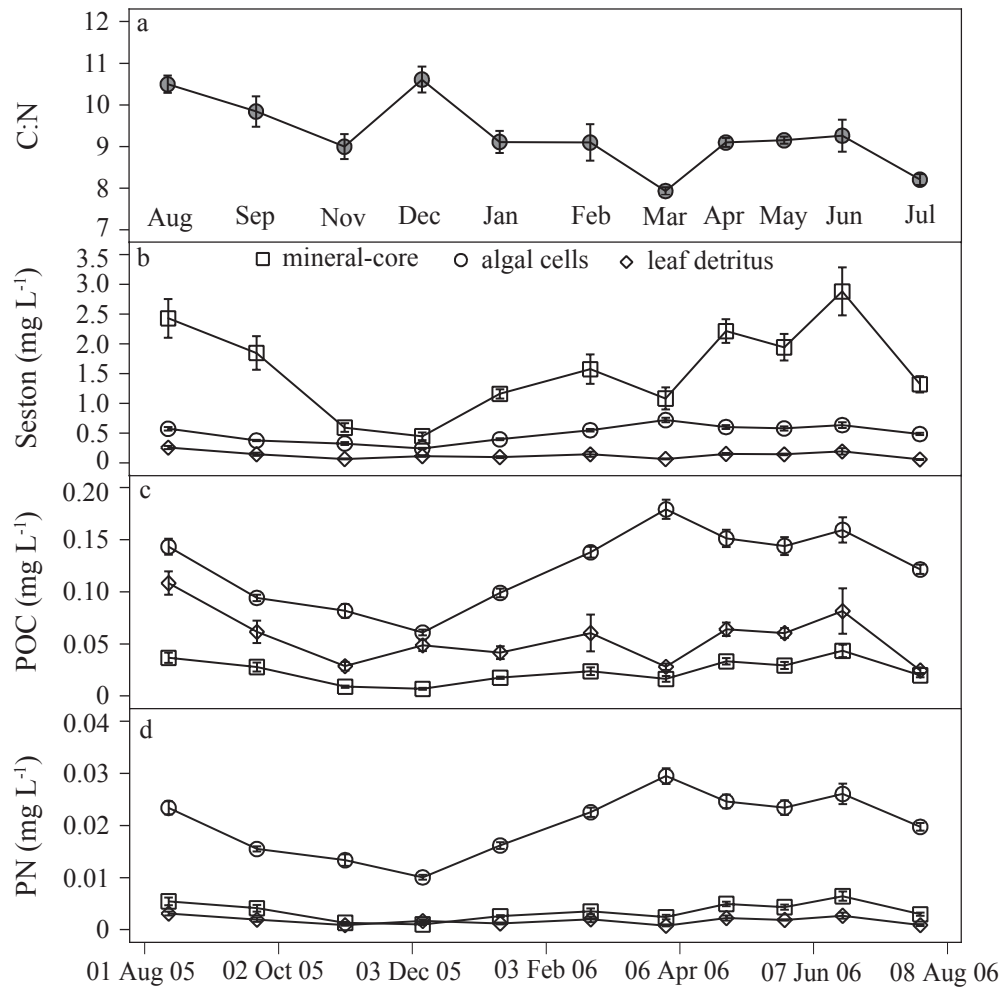 a
12
11
10
9
8
7
C:N
Aug Sep Nov Dec Jan Feb Mar Apr May Jun Jul
b
mineral-core algal cells leaf detritus
3.5
3.0
2.5
2.0
1.5
1.0
0.5
0
Seston (mg L-1)
c
0.20
0.15
0.10
0.05
0
POC (mg L-1)
d
0.04
0.03
0.02
0.01
0
PN (mg L-1)
01 Aug 05 02 Oct 05 03 Dec 05 03 Feb 06 06 Apr 06 07 Jun 06 08 Aug 06